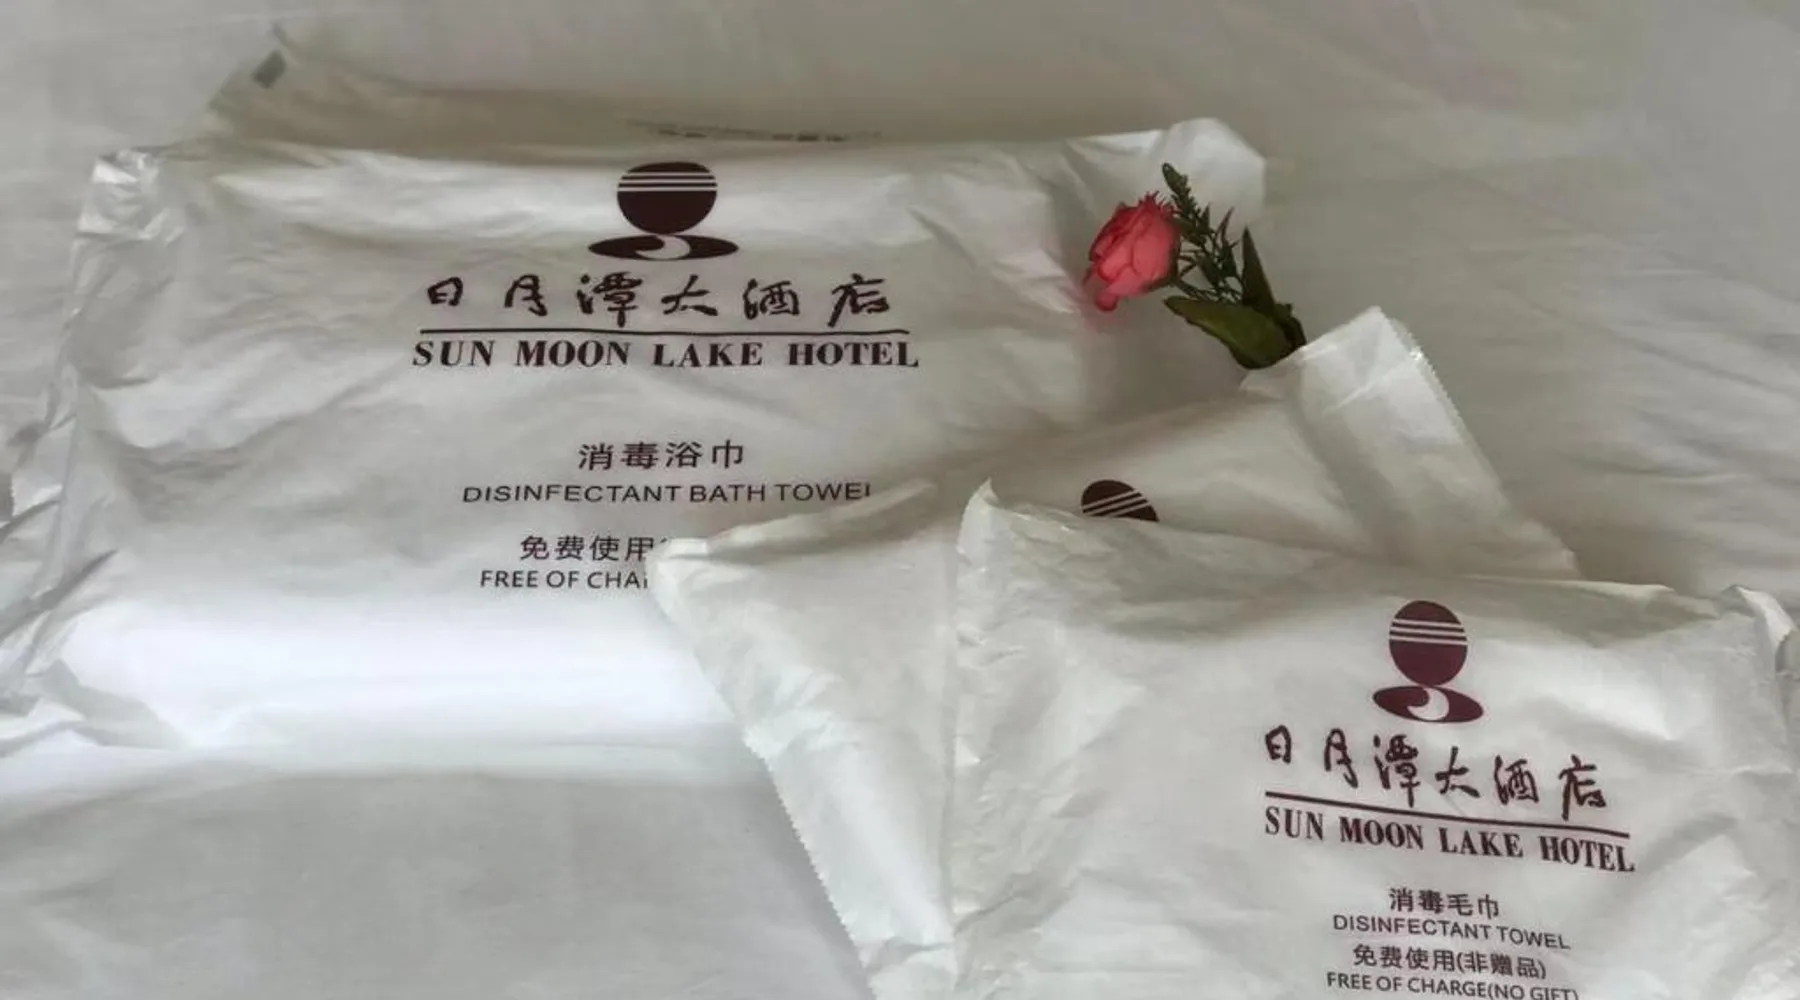 日月潭大酒店
SUN MOON LAKE HOTEL
消毒浴巾
DISINFECTANT BATH TOWEL
免费使用
FREE OF
日月潭大酒店
SUN MOON LAKE HOTEL
消毒毛巾
DISINFECTANT TOWEL
免费使用(非赠品)
FREE OF CHARGE(NO GIFT)